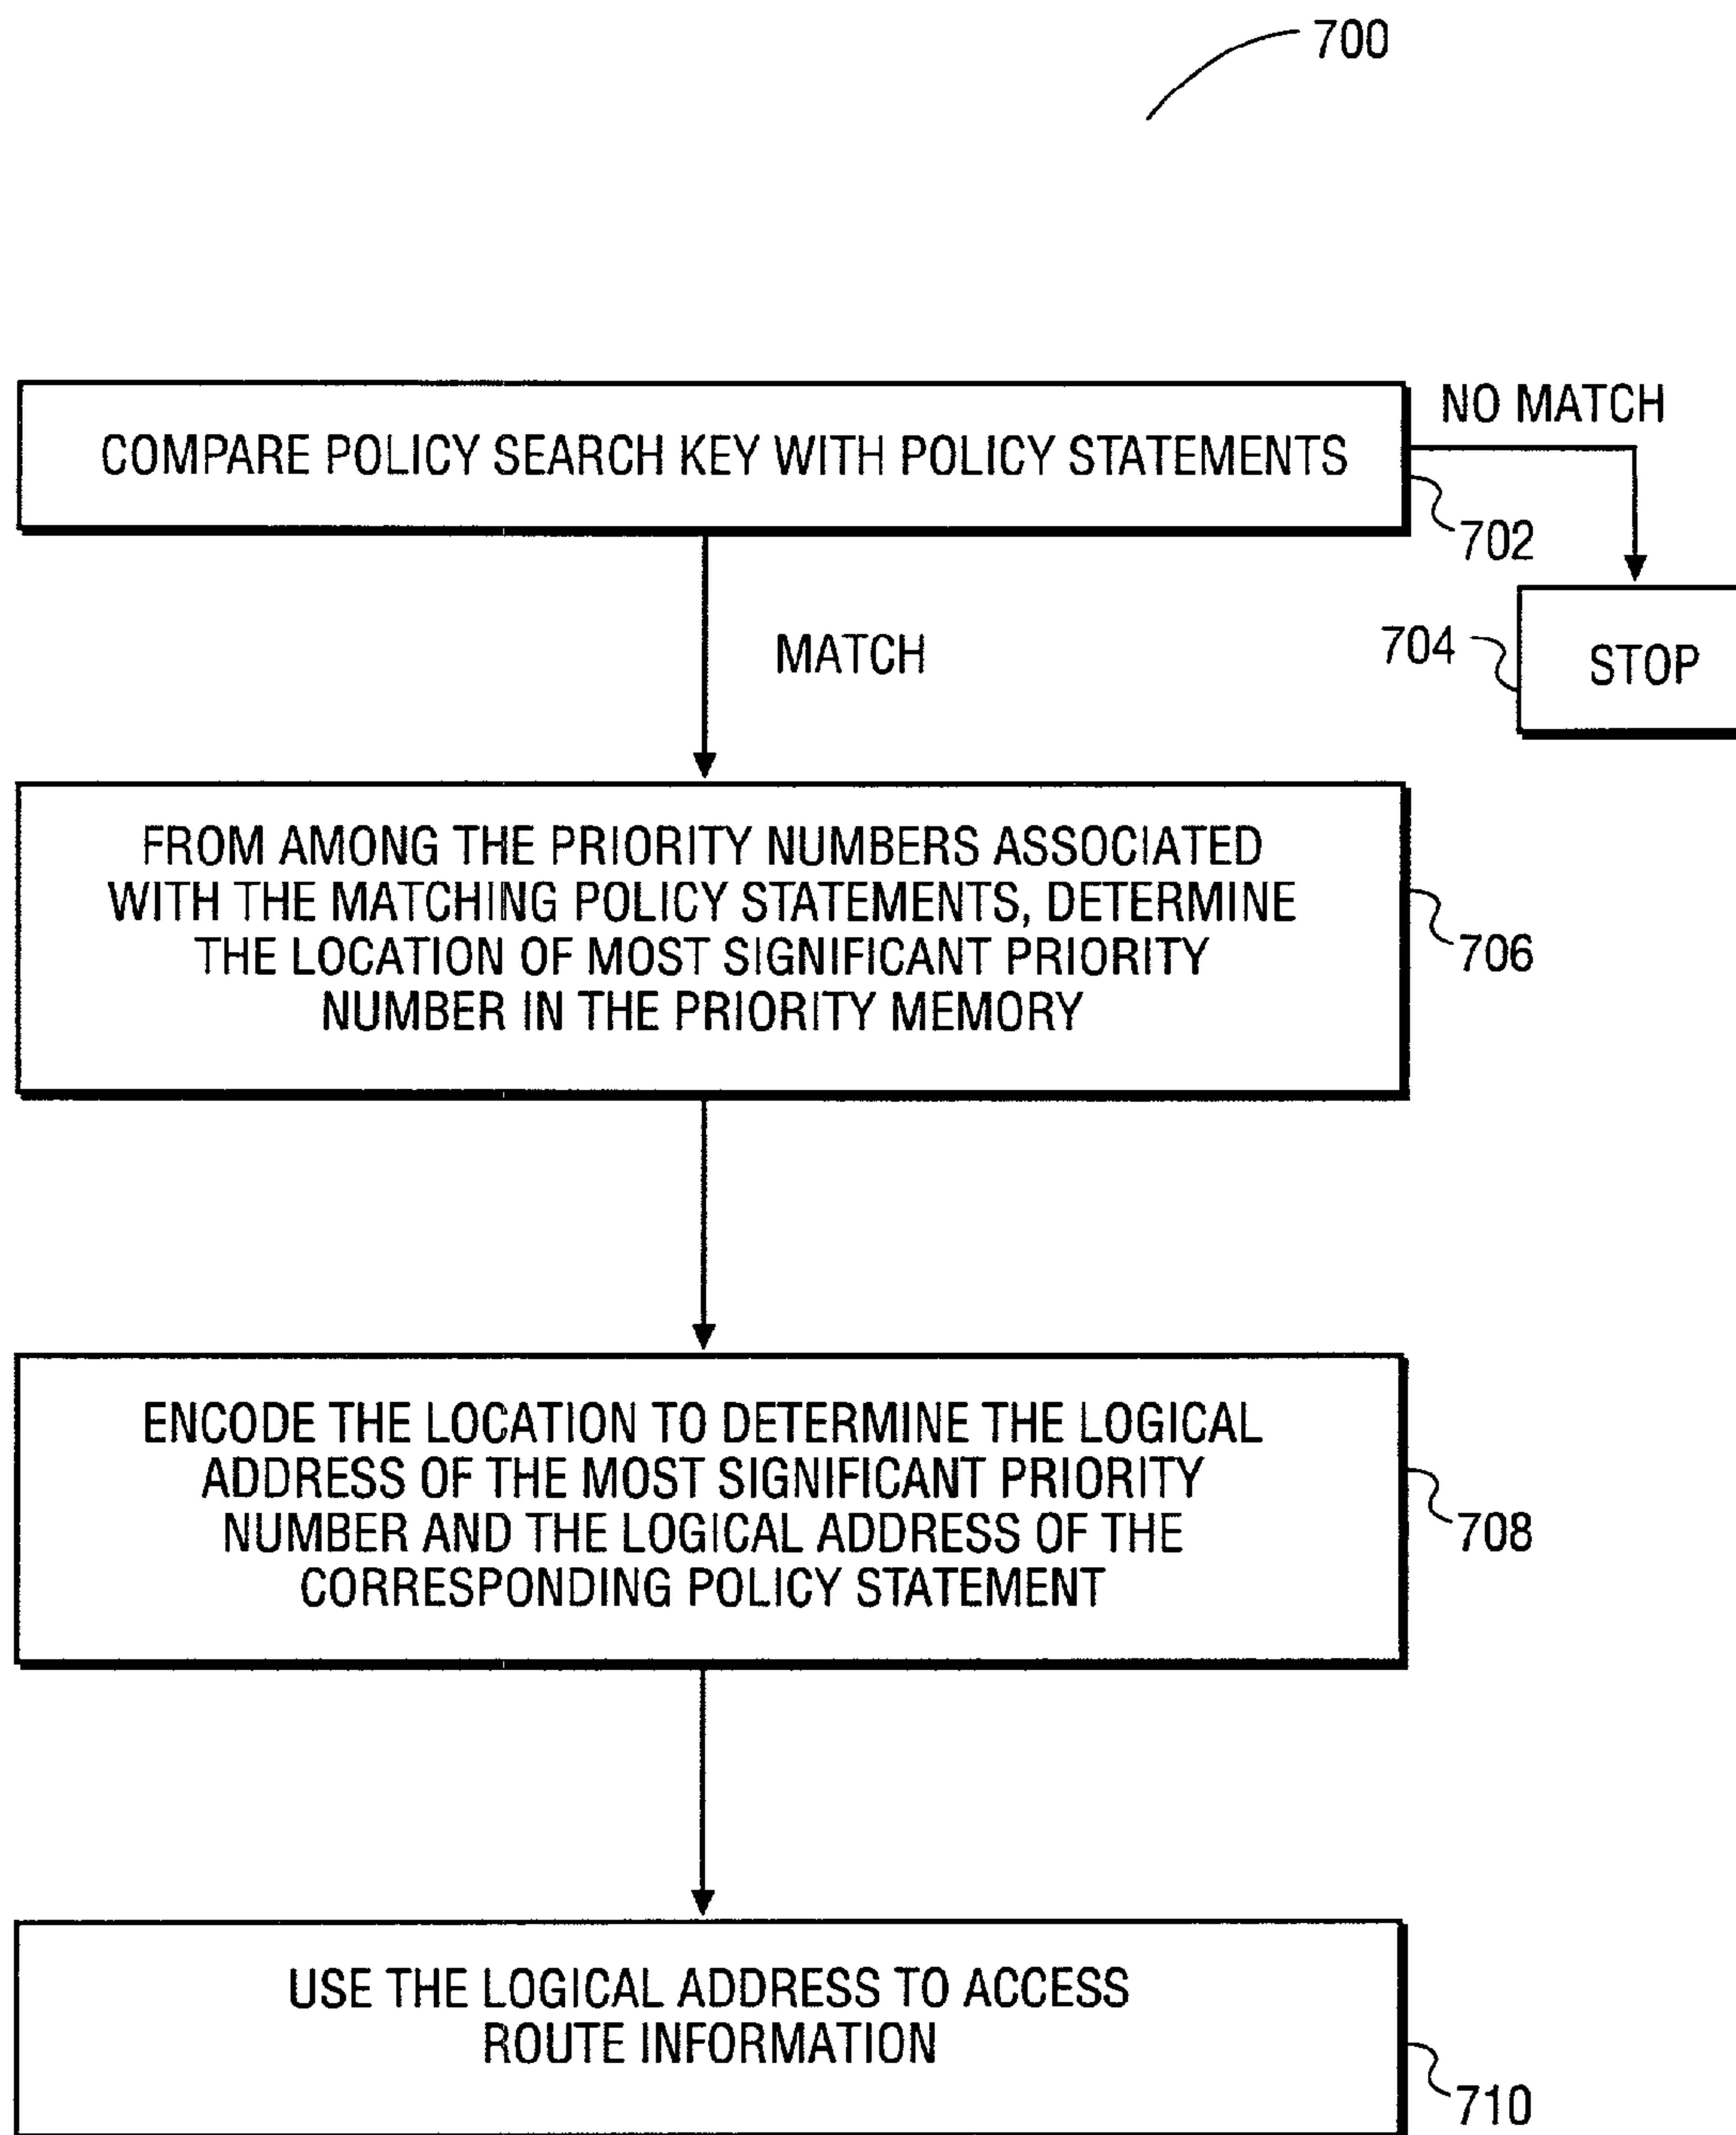 700
COMPARE POLICY SEARCH KEY WITH POLICY STATEMENTS
NO MATCH
702
MATCH
704
STOP
FROM AMONG THE PRIORITY NUMBERS ASSOCIATED
WITH THE MATCHING POLICY STATEMENTS, DETERMINE
THE LOCATION OF MOST SIGNIFICANT PRIORITY
NUMBER IN THE PRIORITY MEMORY
706
ENCODE THE LOCATION TO DETERMINE THE LOGICAL
ADDRESS OF THE MOST SIGNIFICANT PRIORITY
NUMBER AND THE LOGICAL ADDRESS OF THE
CORRESPONDING POLICY STATEMENT
708
USE THE LOGICAL ADDRESS TO ACCESS
ROUTE INFORMATION
710